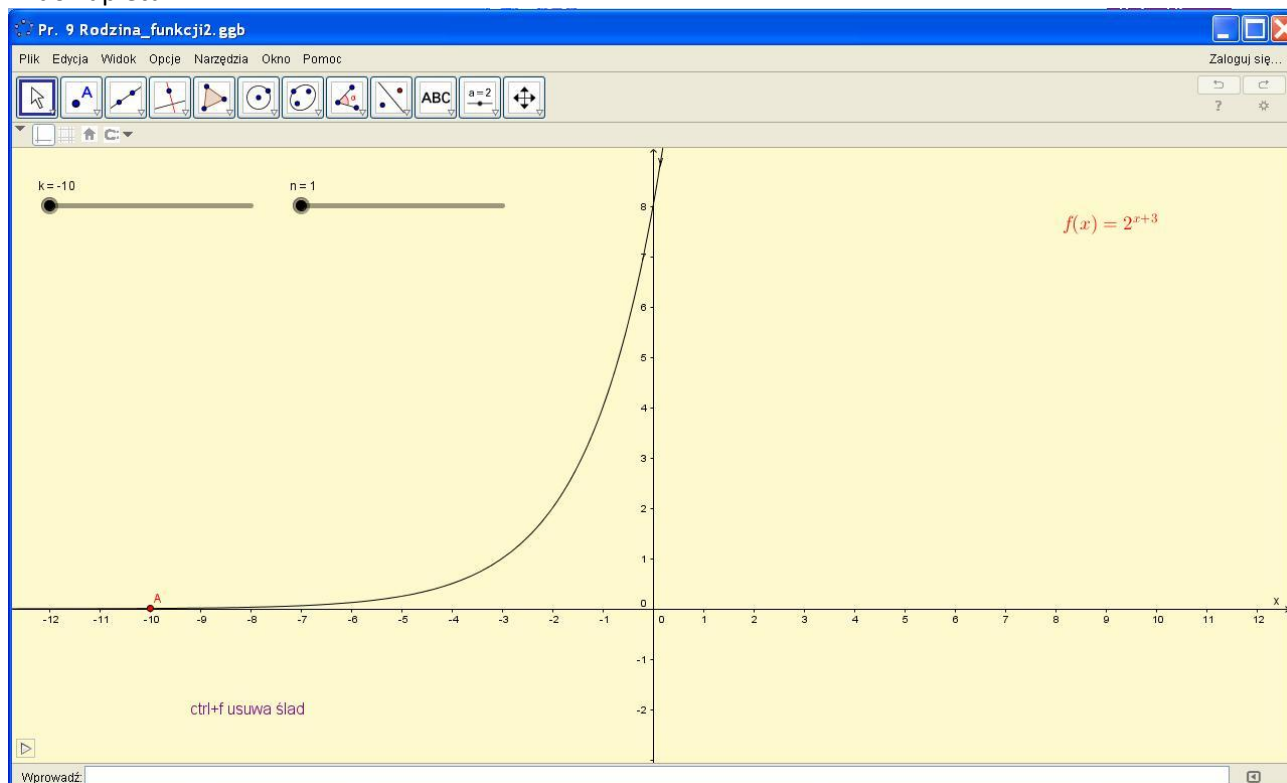 Pr. 9 Rodzina_funkcji2.ggb
Plik Edycja Widok Opcje Narzędzia Okno Pomoc Zaloguj się...
A ABC a = 2
?
k = -10 n = 1
f(x) = 2^{x+3}
8
7
6
5
4
3
2
1
0
A
x
-12 -11 -10 -9 -8 -7 -6 -5 -4 -3 -2 -1 0 1 2 3 4 5 6 7 8 9 10 11 12
-1
-2
ctrl+f usuwa ślad
Wprowadź: